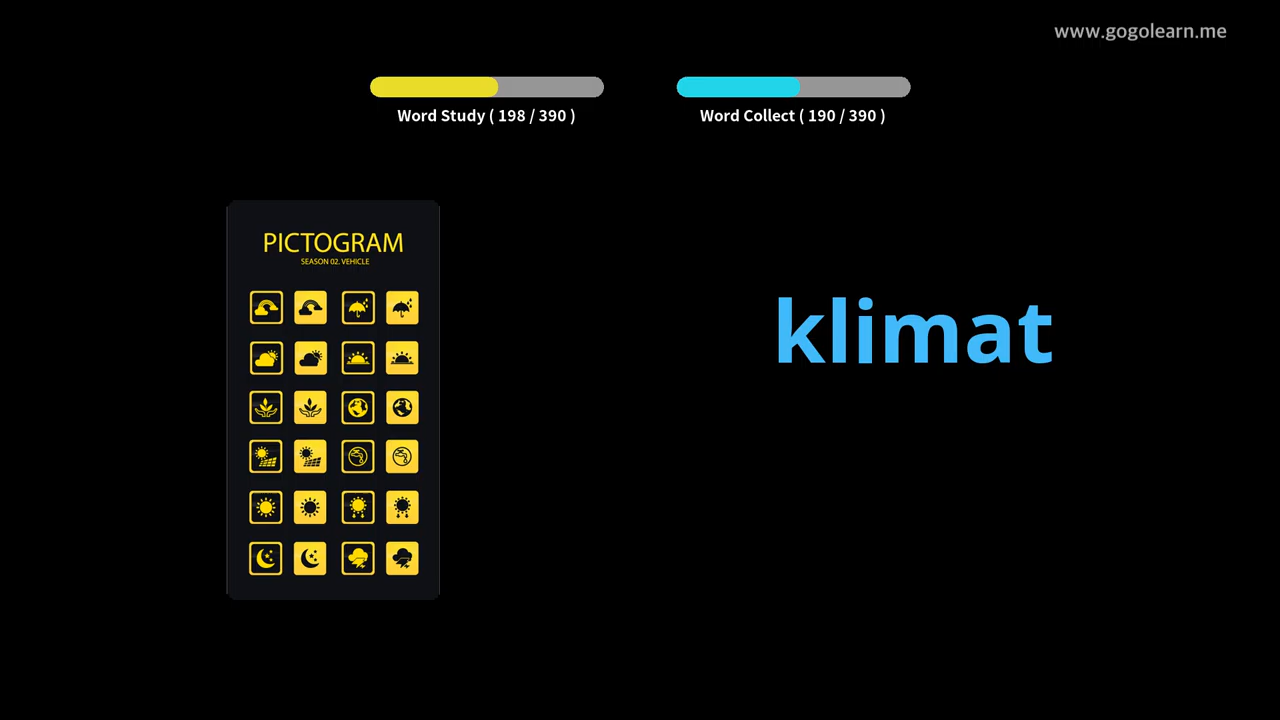 www.gogolearn.me
Word Study ( 198 / 390 )
Word Collect ( 190 / 390 )
PICTOGRAM
SEASON 02. VEHICLE
klimat